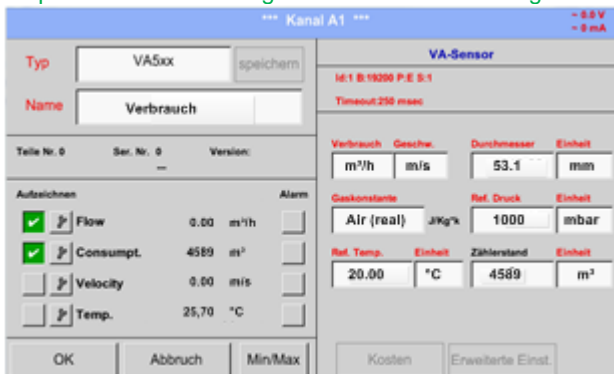 *** Kanal A1 ***
~ 0.0 V
~ 0 mA
Typ
VA5xx
speichern
Name
Verbrauch
Teile Nr. 0
Ser. Nr. 0
Version:
Aufzeichnen
Alarm
Flow
0.00
m³/h
Consumpt.
4589
m³
Velocity
0.00
m/s
Temp.
25,70
°C
OK
Abbruch
Min/Max
VA-Sensor
Id:1 B:19200 P:E S:1
Timeout:250 msec
Verbrauch
Geschw.
Durchmesser
Einheit
m³/h
m/s
53.1
mm
Gaskonstante
Ref. Druck
Einheit
Air (real)
J/Kg*k
1000
mbar
Ref. Temp.
Einheit
Zählerstand
Einheit
20.00
°C
4589
m³
Kosten
Erweiterte Einst.